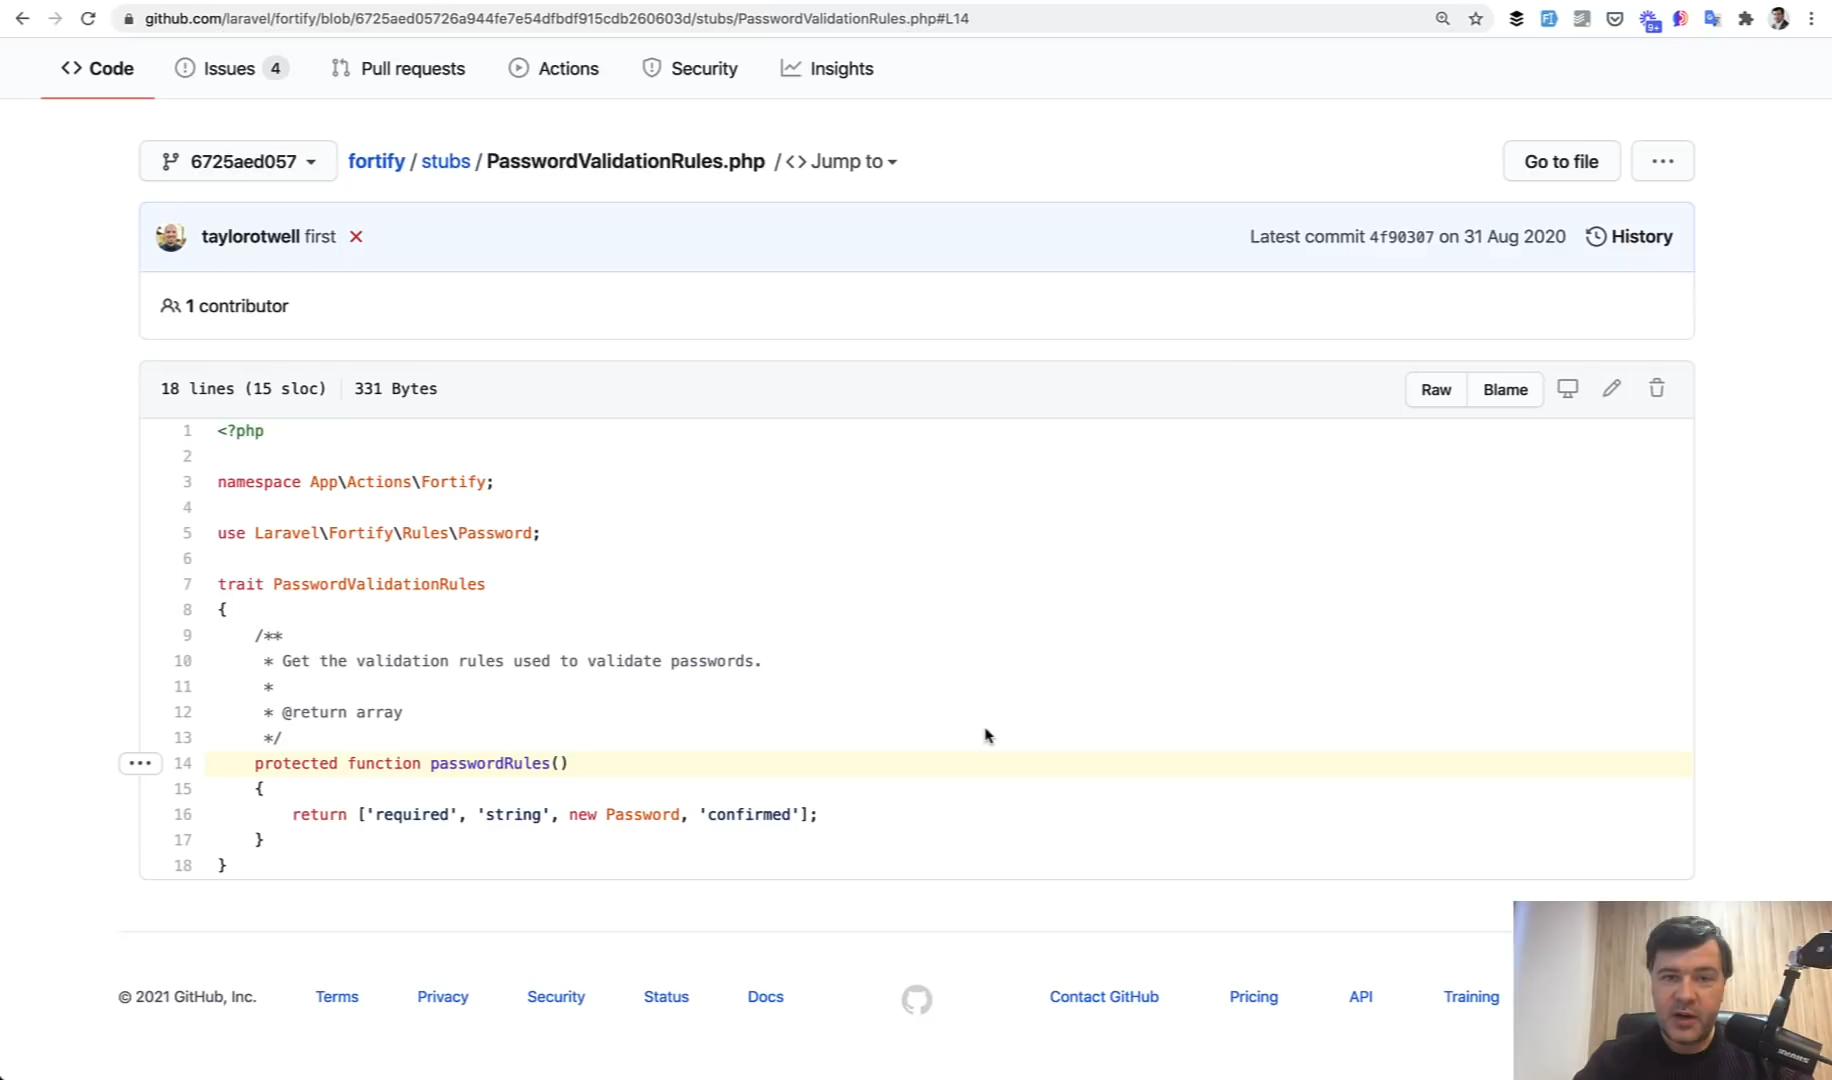 github.com/laravel/fortify/blob/6725aed05726a944fe7e54dfbdf915cdb260603d/stubs/PasswordValidationRules.php#L14
9+
Code
Issues 4
Pull requests
Actions
Security
Insights
6725aed057
fortify / stubs / PasswordValidationRules.php / <> Jump to
Go to file
taylorotwell first
Latest commit 4f90307 on 31 Aug 2020
History
1 contributor
18 lines (15 sloc) 331 Bytes
Raw
Blame
1 <?php
2
3 namespace App\Actions\Fortify;
4
5 use Laravel\Fortify\Rules\Password;
6
7 trait PasswordValidationRules
8 {
9 /**
10 * Get the validation rules used to validate passwords.
11 *
12 * @return array
13 */
14 protected function passwordRules()
15 {
16 return ['required', 'string', new Password, 'confirmed'];
17 }
18 }
© 2021 GitHub, Inc.
Terms
Privacy
Security
Status
Docs
Contact GitHub
Pricing
API
Training
SHURE